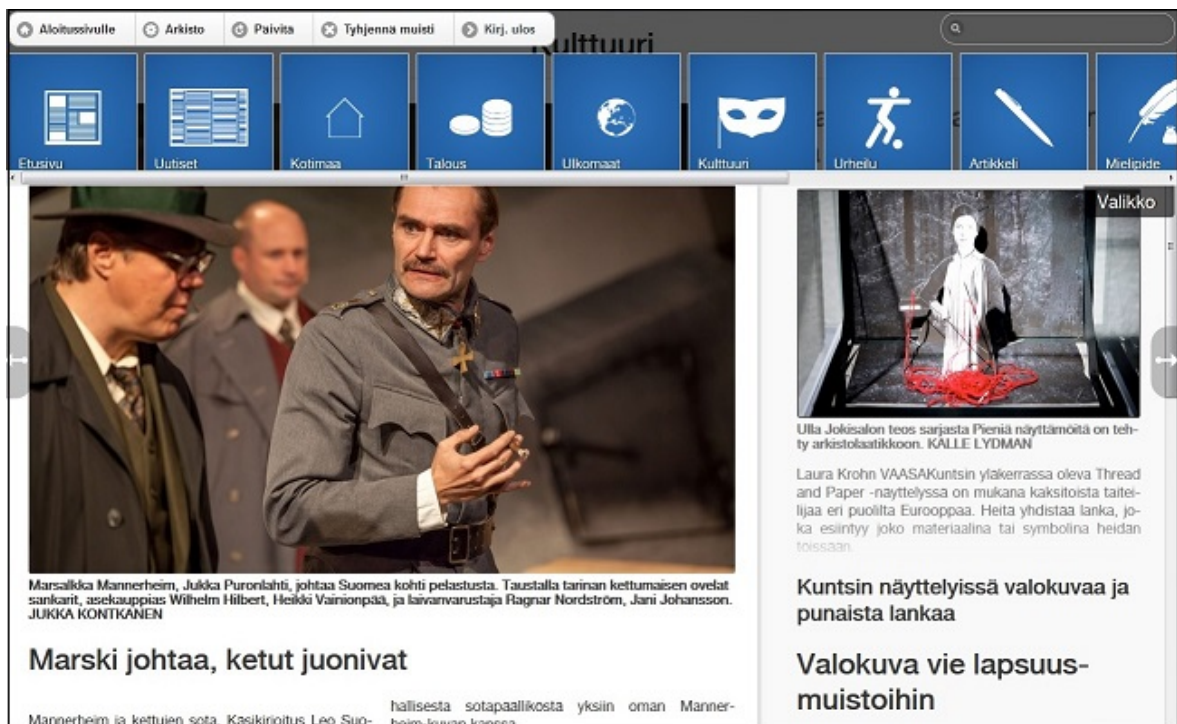 Aloitussivulle Arkisto Päivitä Tyhjennä muisti Kirj. ulos
Kulttuuri
Etusivu Uutiset Kotimaa Talous Ulkomaat Kulttuuri Urheilu Artikkeli Mielipide
Valikko
Marsalkka Mannerheim, Jukka Puronlahti, johtaa Suomea kohti pelastusta. Taustalla tarinan kettumaisen ovelat
sankarit, asekauppias Wilhelm Hilbert, Heikki Vainionpää, ja laivanvarustaja Ragnar Nordström, Jani Johansson.
JUKKA KONTKANEN
Marski johtaa, ketut juonivat
Mannerheim ja kettujen sota. Käsikirjoitus Leo Suo-
hallisesta sotapäälliköstä yksiin oman Manner-
heim-kuvan kanssa.
Ulla Jokisalon teos sarjasta Pieniä näyttämöitä on teh-
ty arkistolaatikkoon. KALLE LYDMAN
Laura Krohn VAASAKuntsin yläkerrassa oleva Thread
and Paper -näyttelyssä on mukana kaksitoista taitei-
lijaa eri puolilta Eurooppaa. Heitä yhdistää lanka, jo-
ka esiintyy joko materiaalina tai symbolina heidän
töissään.
Kuntsin näyttelyissä valokuvaa ja
punaista lankaa
Valokuva vie lapsuus-
muistoihin